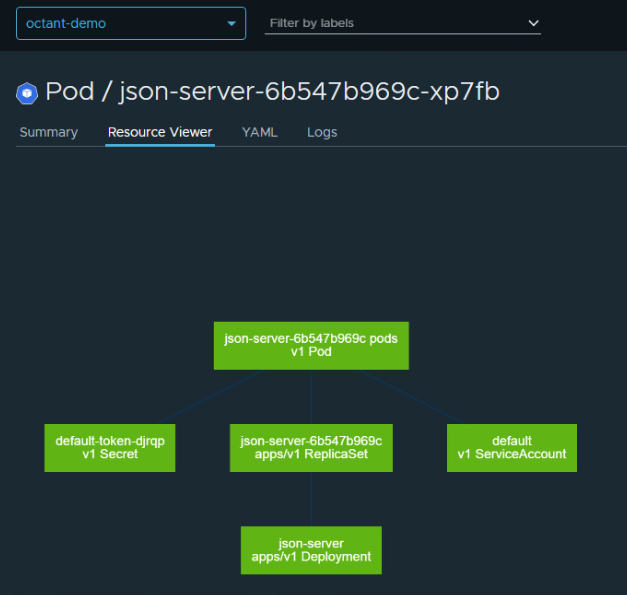 octant-demo
Filter by labels
Pod / json-server-6b547b969c-xp7fb
Summary
Resource Viewer
YAML
Logs
json-server-6b547b969c pods
v1 Pod
default-token-djrqp
v1 Secret
json-server-6b547b969c
apps/v1 ReplicaSet
default
v1 ServiceAccount
json-server
apps/v1 Deployment